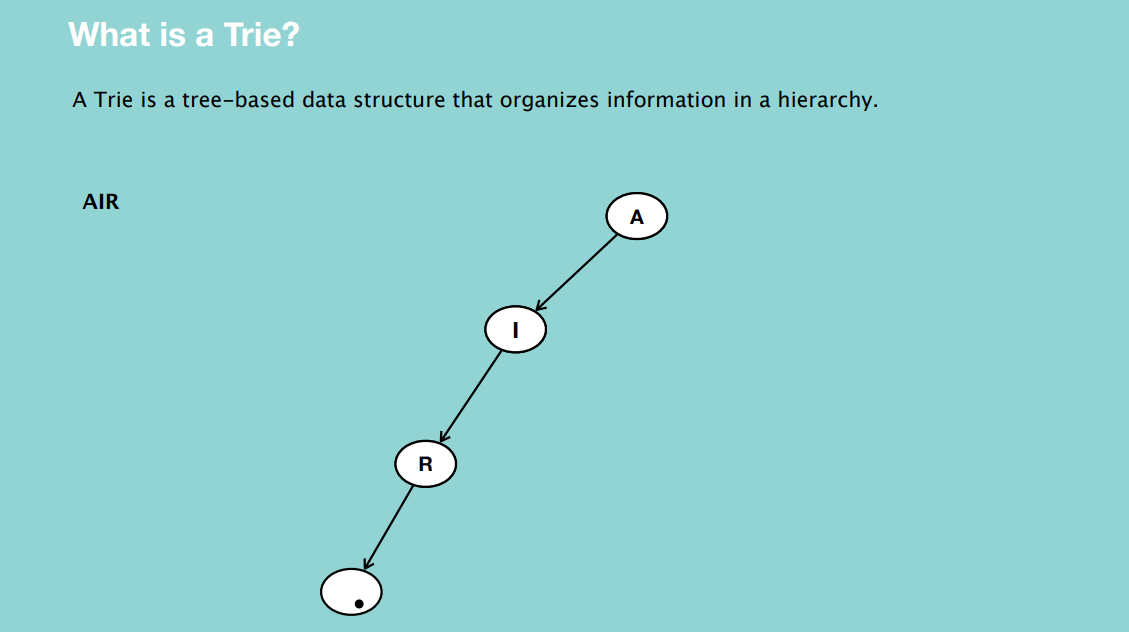 What is a Trie?
A Trie is a tree-based data structure that organizes information in a hierarchy.
AIR
A
I
R
.